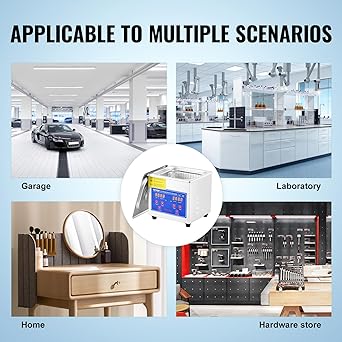 APPLICABLE TO MULTIPLE SCENARIOS
Garage
Laboratory
Home
Hardware store